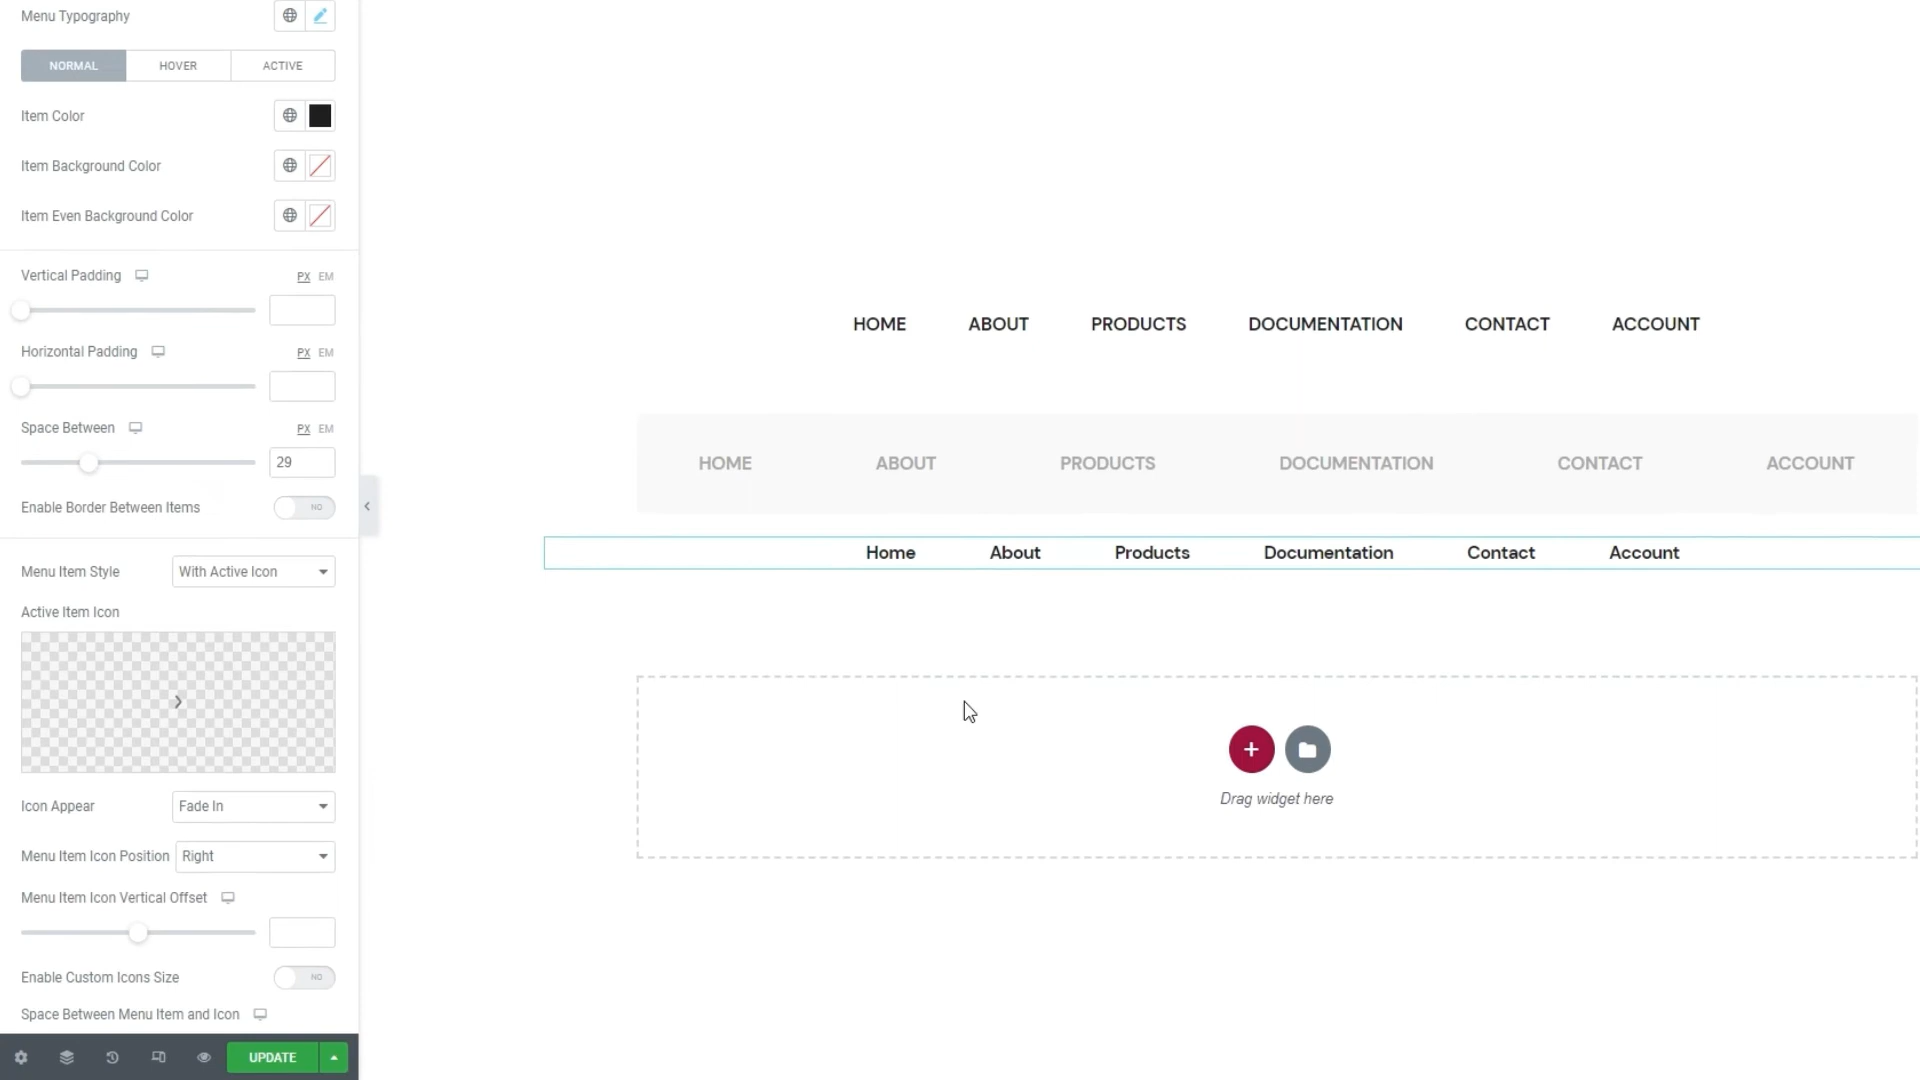 Menu Typography
NORMAL HOVER ACTIVE
Item Color
Item Background Color
Item Even Background Color
Vertical Padding PX EM
Horizontal Padding PX EM
Space Between PX EM
29
Enable Border Between Items NO
Menu Item Style With Active Icon
Active Item Icon
Icon Appear Fade In
Menu Item Icon Position Right
Menu Item Icon Vertical Offset
Enable Custom Icons Size NO
Space Between Menu Item and Icon
UPDATE
HOME ABOUT PRODUCTS DOCUMENTATION CONTACT ACCOUNT
HOME ABOUT PRODUCTS DOCUMENTATION CONTACT ACCOUNT
Home About Products Documentation Contact Account
Drag widget here